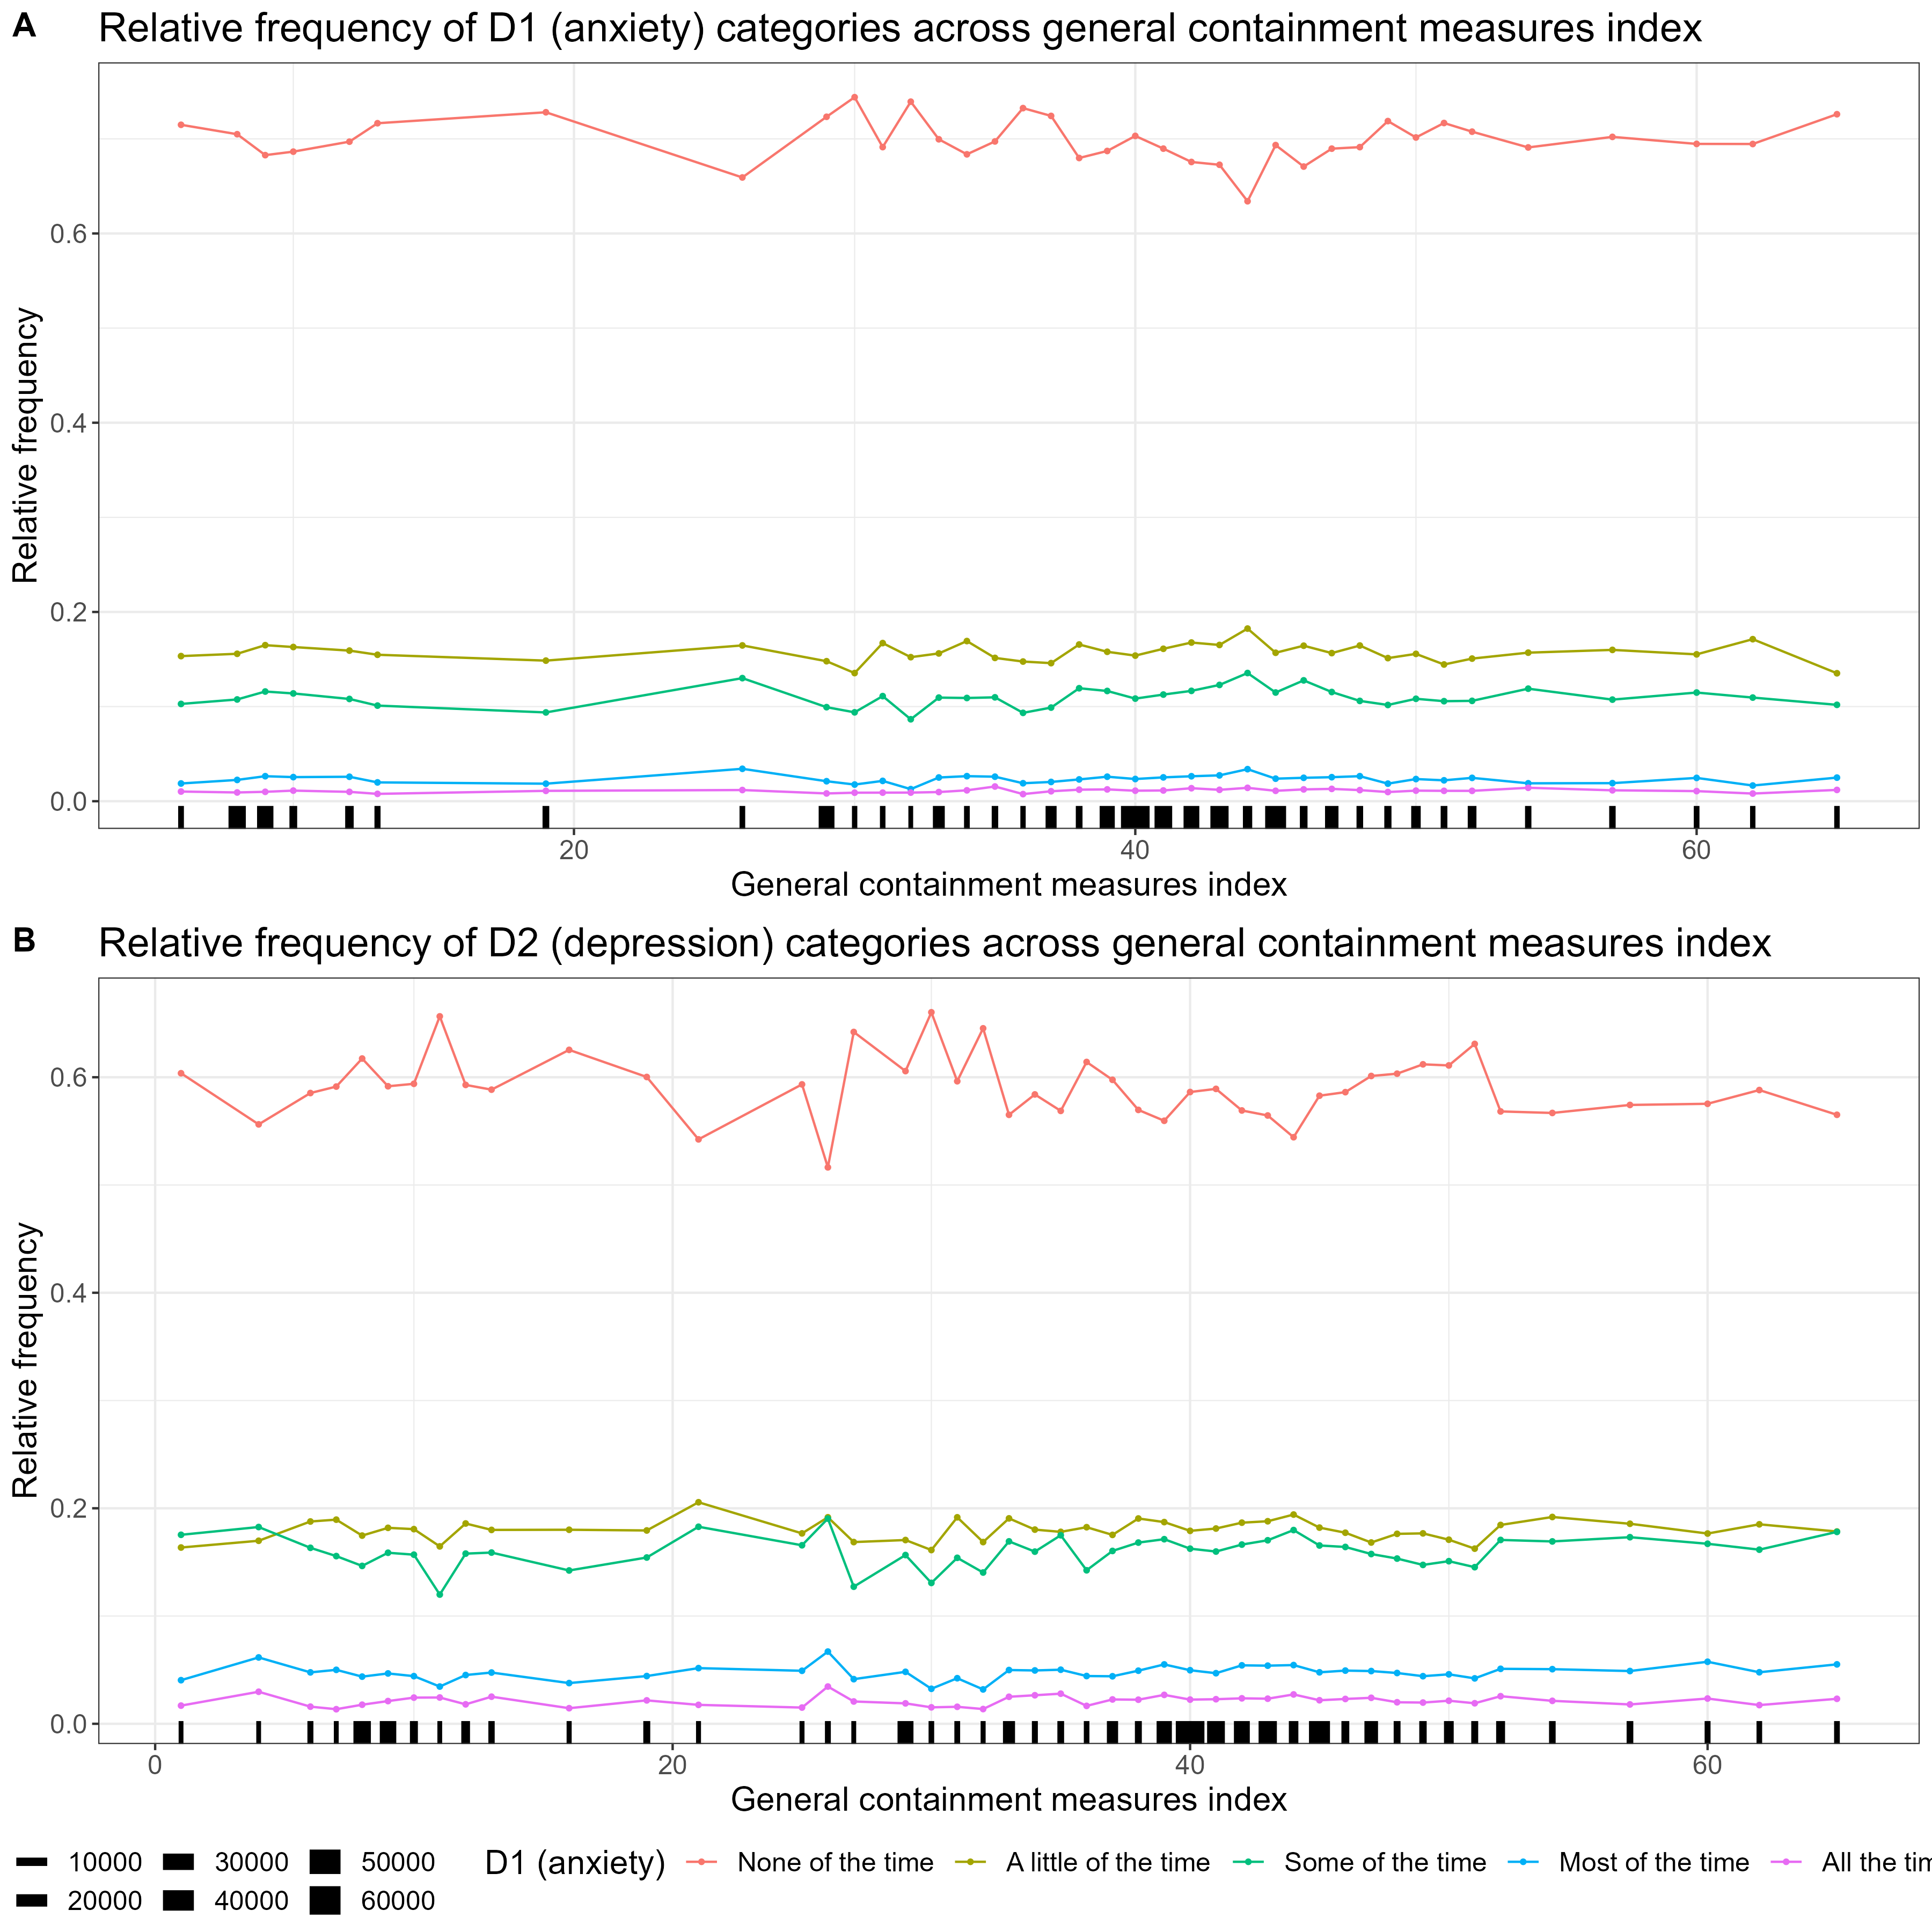 A
Relative frequency of D1 (anxiety) categories across general containment measures index
Relative frequency
0.6
0.4
0.2
0.0
20 40 60
General containment measures index
B
Relative frequency of D2 (depression) categories across general containment measures index
Relative frequency
0.6
0.4
0.2
0.0
0 20 40 60
General containment measures index
10000 30000 50000
20000 40000 60000
D1 (anxiety) None of the time A little of the time Some of the time Most of the time All the